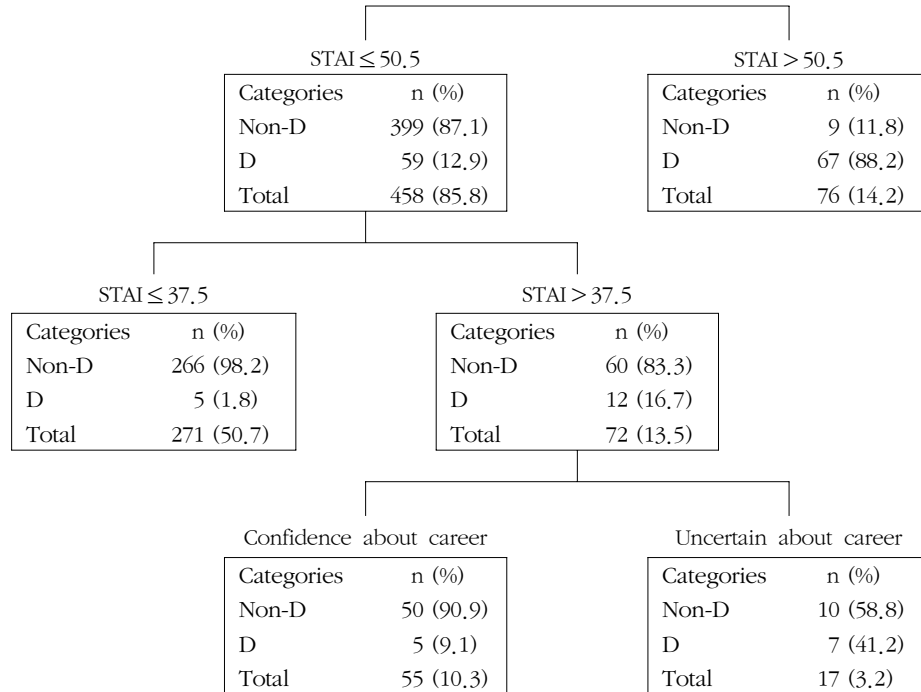 STAI ≤ 50.5
Categories n (%)
Non-D 399 (87.1)
D 59 (12.9)
Total 458 (85.8)
STAI > 50.5
Categories n (%)
Non-D 9 (11.8)
D 67 (88.2)
Total 76 (14.2)
STAI ≤ 37.5
Categories n (%)
Non-D 266 (98.2)
D 5 (1.8)
Total 271 (50.7)
STAI > 37.5
Categories n (%)
Non-D 60 (83.3)
D 12 (16.7)
Total 72 (13.5)
Confidence about career
Categories n (%)
Non-D 50 (90.9)
D 5 (9.1)
Total 55 (10.3)
Uncertain about career
Categories n (%)
Non-D 10 (58.8)
D 7 (41.2)
Total 17 (3.2)